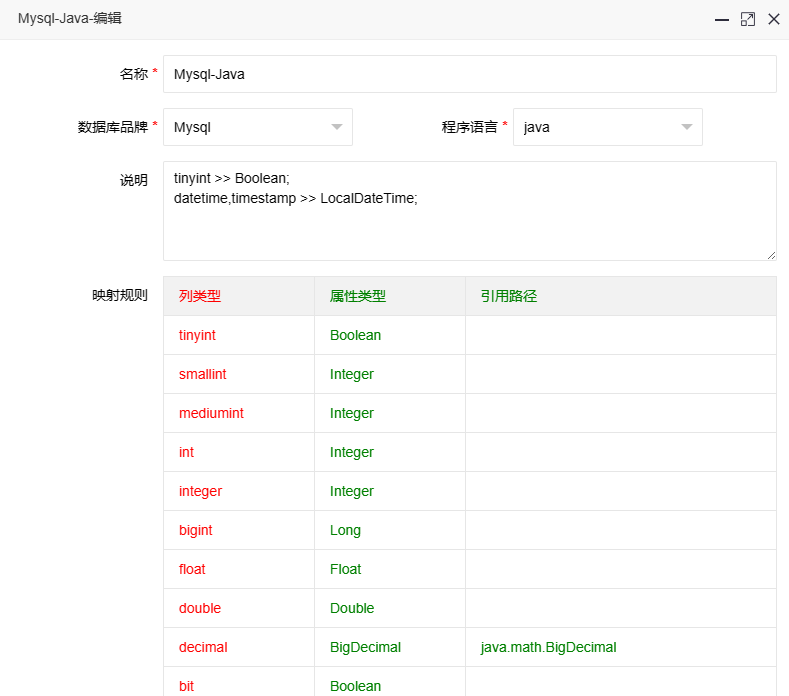 Mysql-Java-编辑
名称 * Mysql-Java
数据库品牌 * Mysql 程序语言 * java
说明 tinyint >> Boolean;
datetime,timestamp >> LocalDateTime;
映射规则 列类型 属性类型 引用路径
tinyint Boolean
smallint Integer
mediumint Integer
int Integer
integer Integer
bigint Long
float Float
double Double
decimal BigDecimal java.math.BigDecimal
bit Boolean